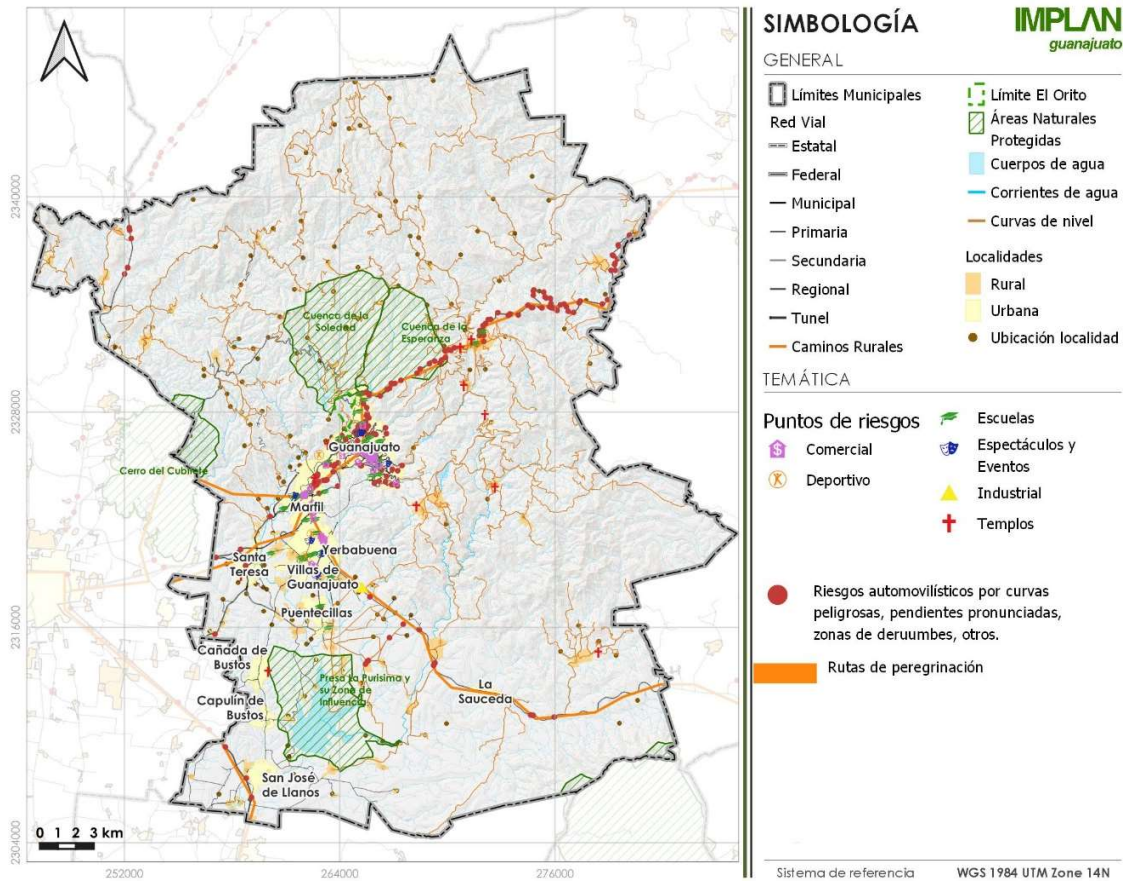 SIMBOLOGÍA
IMPLAN
guanajuato
GENERAL
Límites Municipales
Red Vial
Estatal
Federal
Municipal
Primaria
Secundaria
Regional
Tunel
Caminos Rurales
Límite El Orito
Áreas Naturales
Protegidas
Cuerpos de agua
Corrientes de agua
Curvas de nivel
Localidades
Rural
Urbana
Ubicación localidad
TEMÁTICA
Puntos de riesgos
Comercial
Deportivo
Escuelas
Espectáculos y
Eventos
Industrial
Templos
Riesgos automovilísticos por curvas
peligrosas, pendientes pronunciadas,
zonas de deruumbes, otros.
Rutas de peregrinación
Sistema de referencia
WGS 1984 UTM Zone 14N
2340000
2328000
2316000
2304000
252000
264000
276000
0 1 2 3 km
Cuenca de la
Soledad
Cuenca de la
Esperanza
Guanajuato
Cerro del Cubilete
Marfil
Yerbabuena
Santa
Teresa
Villas de
Guanajuato
Puentecillas
Cañada de
Bustos
Presa La Purisima y
su Zona de
Influencia
La
Sauceda
Capulín de
Bustos
San José
de Llanos